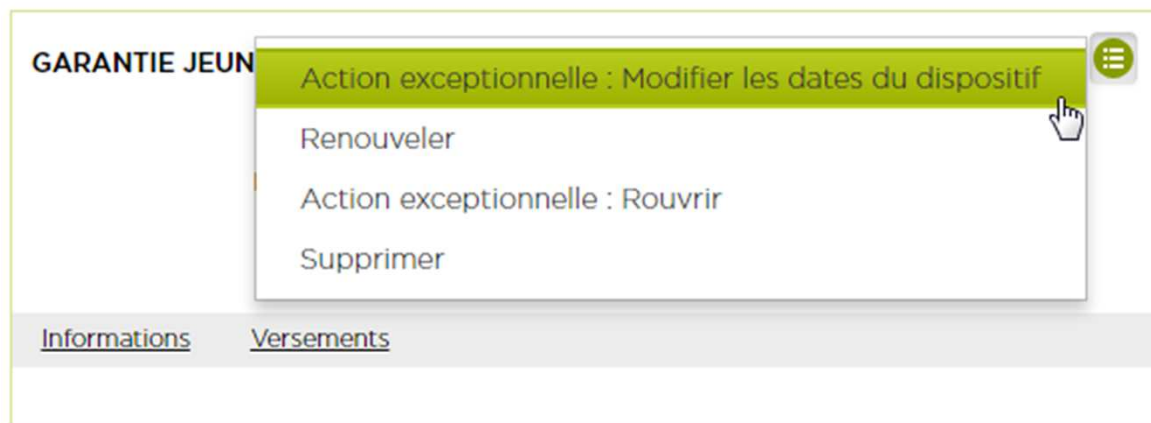 GARANTIE JEUN
Action exceptionnelle : Modifier les dates du dispositif
Renouveler
Action exceptionnelle : Rouvrir
Supprimer
Informations Versements